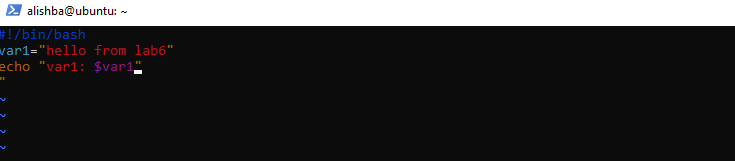 alishba@ubuntu: ~
#!/bin/bash
var1="hello from lab6"
echo "var1: $var1"
"
~
~
~
~